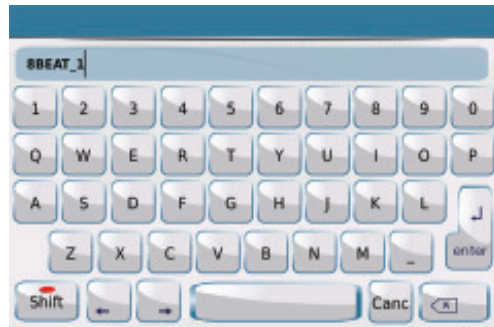 8BEAT_1
1 2 3 4 5 6 7 8 9 0
Q W E R T Y U I O P
A S D F G H J K L
enter
Z X C V B N M _
Shift ← → Canc